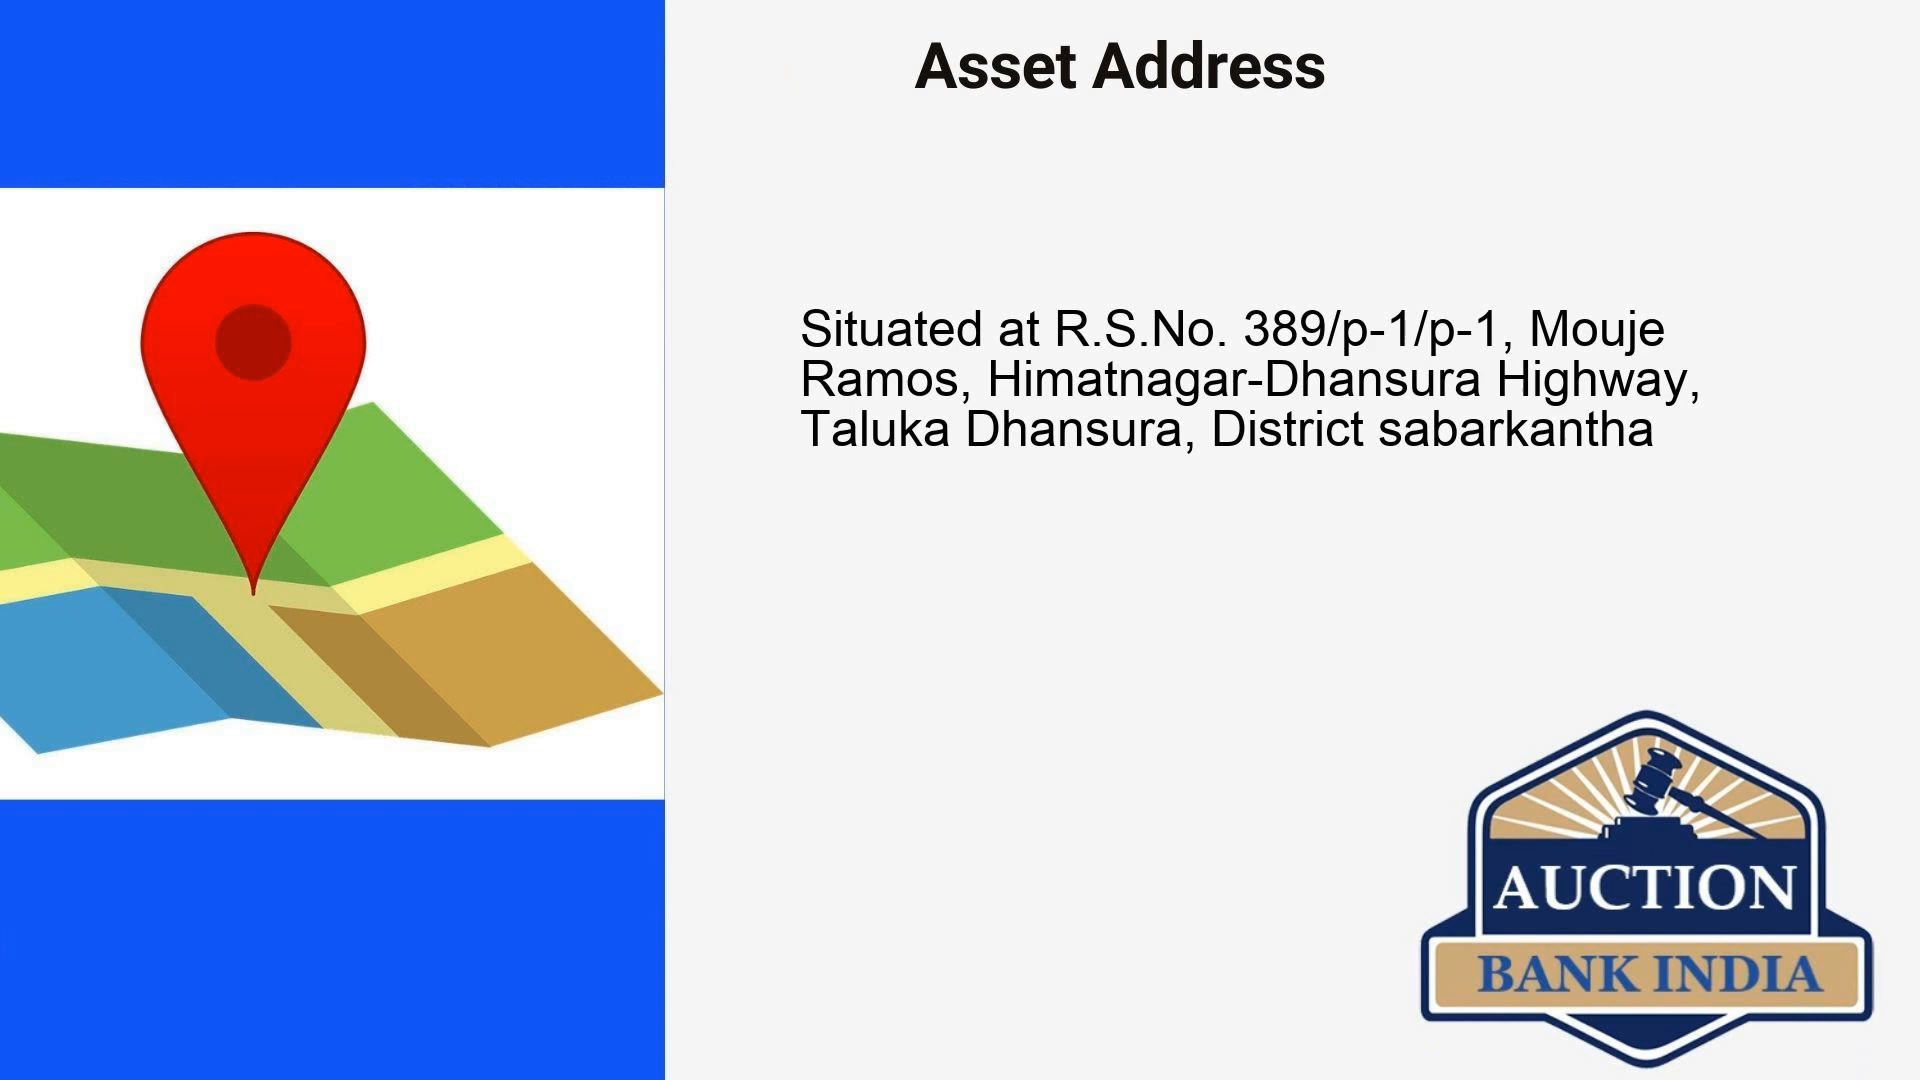 Asset Address
Situated at R.S.No. 389/p-1/p-1, Mouje
Ramos, Himatnagar-Dhansura Highway,
Taluka Dhansura, District sabarkantha
AUCTION
BANK INDIA